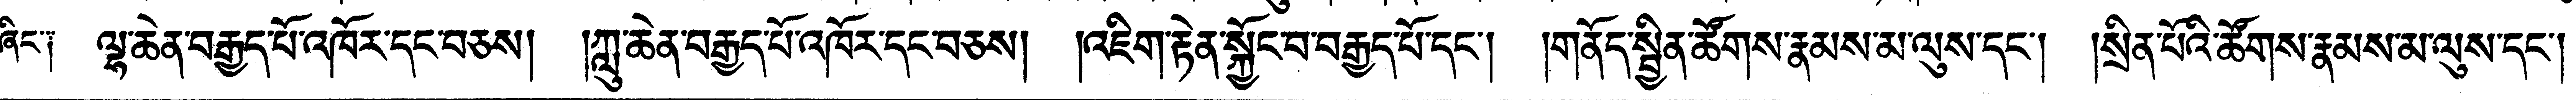 ཞིང་༔ ལྷ་ཆེན་བརྒྱད་པོ་འཁོར་དང་བཅས། །ཀླུ་ཆེན་བརྒྱད་པོ་འཁོར་དང་བཅས། །འཇིག་རྟེན་སྐྱོང་བ་བརྒྱད་པོ་དང་། །གནོད་སྦྱིན་ཚོགས་རྣམས་མ་ལུས་དང་། །སྲིན་པོའི་ཚོགས་རྣམས་མ་ལུས་དང་།